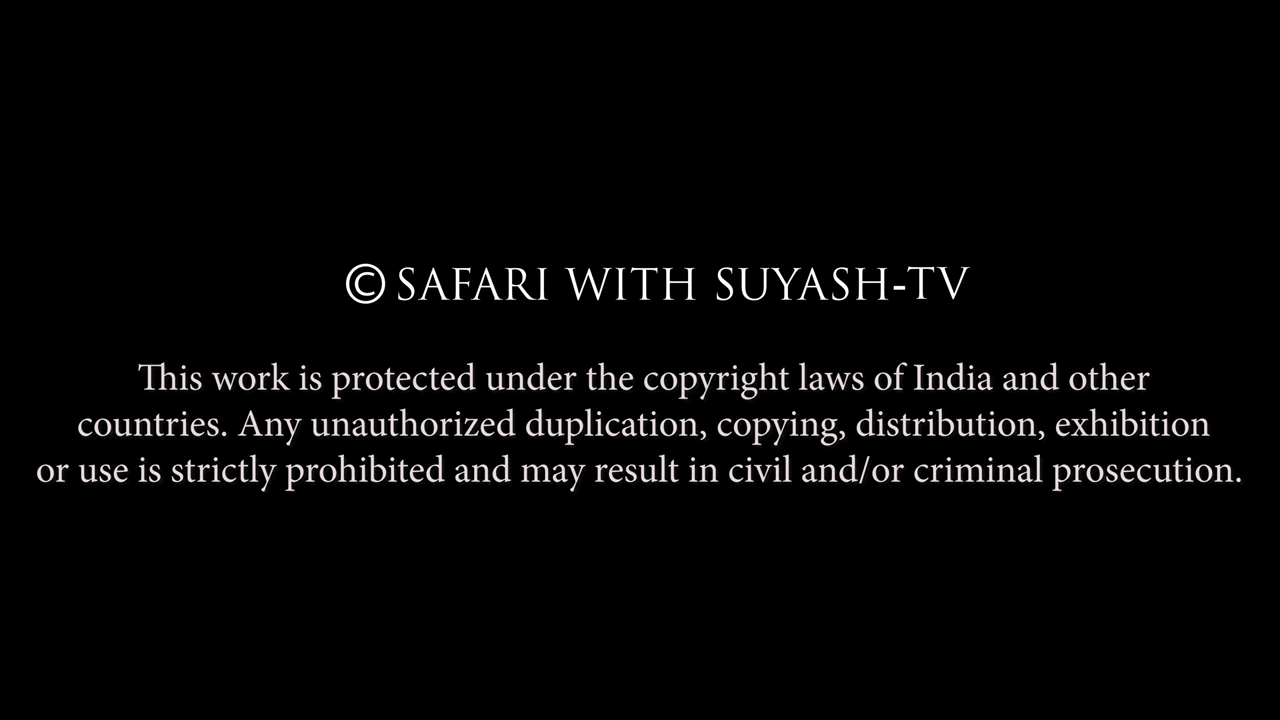 © SAFARI WITH SUYASH-TV
This work is protected under the copyright laws of India and other
countries. Any unauthorized duplication, copying, distribution, exhibition
or use is strictly prohibited and may result in civil and/or criminal prosecution.